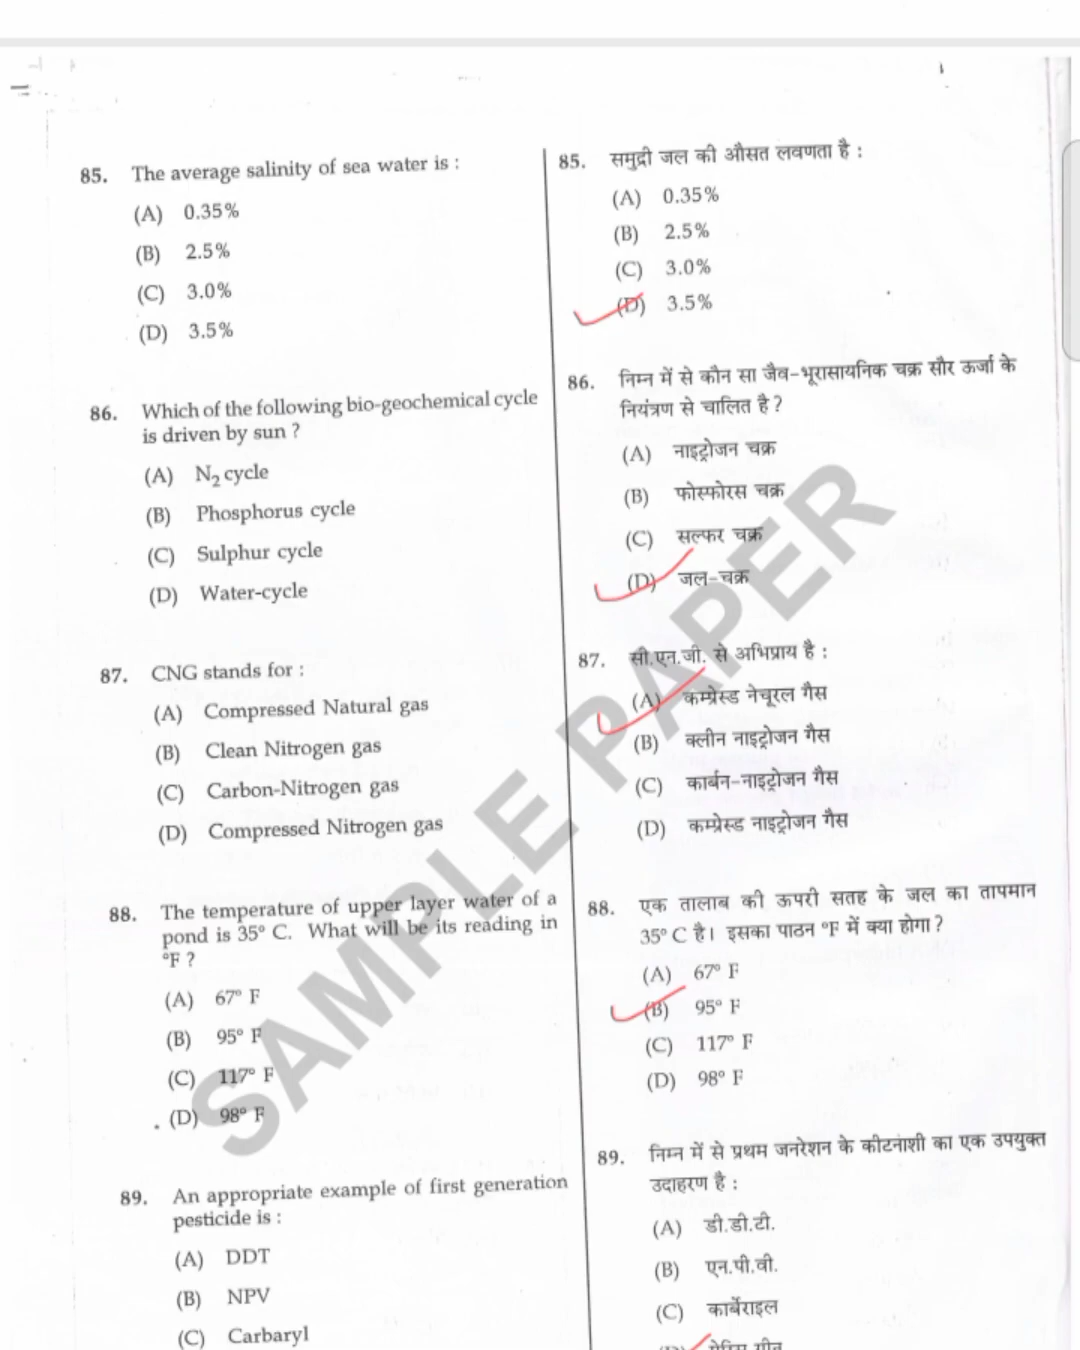 85. The average salinity of sea water is :
(A) 0.35%
(B) 2.5%
(C) 3.0%
(D) 3.5%
86. Which of the following bio-geochemical cycle
is driven by sun ?
(A) N₂ cycle
(B) Phosphorus cycle
(C) Sulphur cycle
(D) Water-cycle
87. CNG stands for :
(A) Compressed Natural gas
(B) Clean Nitrogen gas
(C) Carbon-Nitrogen gas
(D) Compressed Nitrogen gas
88. The temperature of upper layer water of a
pond is 35° C. What will be its reading in
°F ?
(A) 67° F
(B) 95° F
(C) 117° F
(D) 98° F
89. An appropriate example of first generation
pesticide is :
(A) DDT
(B) NPV
(C) Carbaryl
85. समुद्री जल की औसत लवणता है :
(A) 0.35%
(B) 2.5%
(C) 3.0%
(D) 3.5%
86. निम्न में से कौन सा जैव-भूरासायनिक चक्र सौर ऊर्जा के
नियंत्रण से चालित है ?
(A) नाइट्रोजन चक्र
(B) फोस्फोरस चक्र
(C) सल्फर चक्र
(D) जल-चक्र
87. सी.एन.जी. से अभिप्राय है :
(A) कम्प्रेस्ड नेचूरल गैस
(B) क्लीन नाइट्रोजन गैस
(C) कार्बन-नाइट्रोजन गैस
(D) कम्प्रेस्ड नाइट्रोजन गैस
88. एक तालाब की ऊपरी सतह के जल का तापमान
35° C है। इसका पाठन °F में क्या होगा ?
(A) 67° F
(B) 95° F
(C) 117° F
(D) 98° F
89. निम्न में से प्रथम जनरेशन के कीटनाशी का एक उपयुक्त
उदाहरण है :
(A) डी.डी.टी.
(B) एन.पी.वी.
(C) कार्बेराइल
SAMPLE PAPER